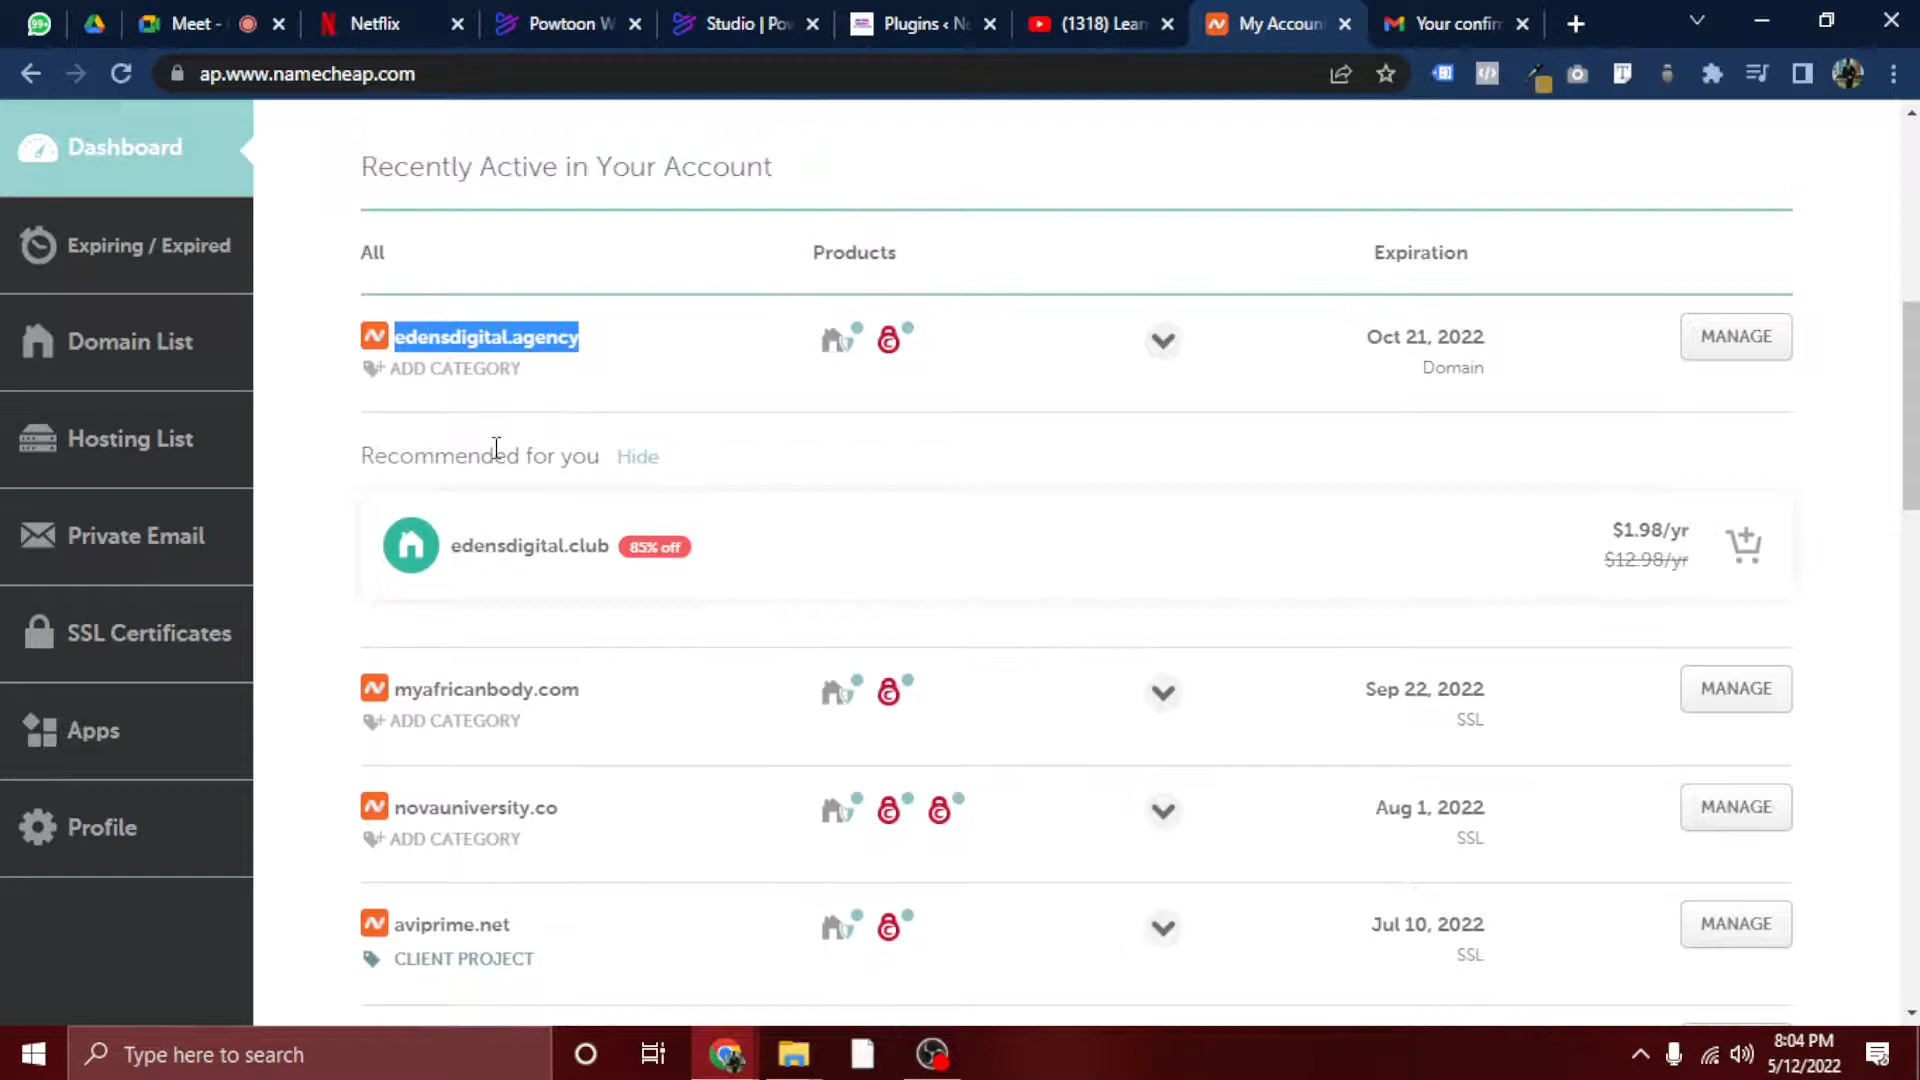 99+
Meet -
Netflix
Powtoon W
Studio | Po
Plugins ‹ N
(1318) Lear
My Accoun
Your confir
ap.www.namecheap.com
Dashboard
Expiring / Expired
Domain List
Hosting List
Private Email
SSL Certificates
Apps
Profile
Recently Active in Your Account
All Products Expiration
edensdigital.agency Oct 21, 2022 MANAGE
ADD CATEGORY Domain
Recommended for you Hide
edensdigital.club 85% off $1.98/yr
$12.98/yr
myafricanbody.com Sep 22, 2022 MANAGE
ADD CATEGORY SSL
novauniversity.co Aug 1, 2022 MANAGE
ADD CATEGORY SSL
aviprime.net Jul 10, 2022 MANAGE
CLIENT PROJECT SSL
Type here to search
8:04 PM
5/12/2022